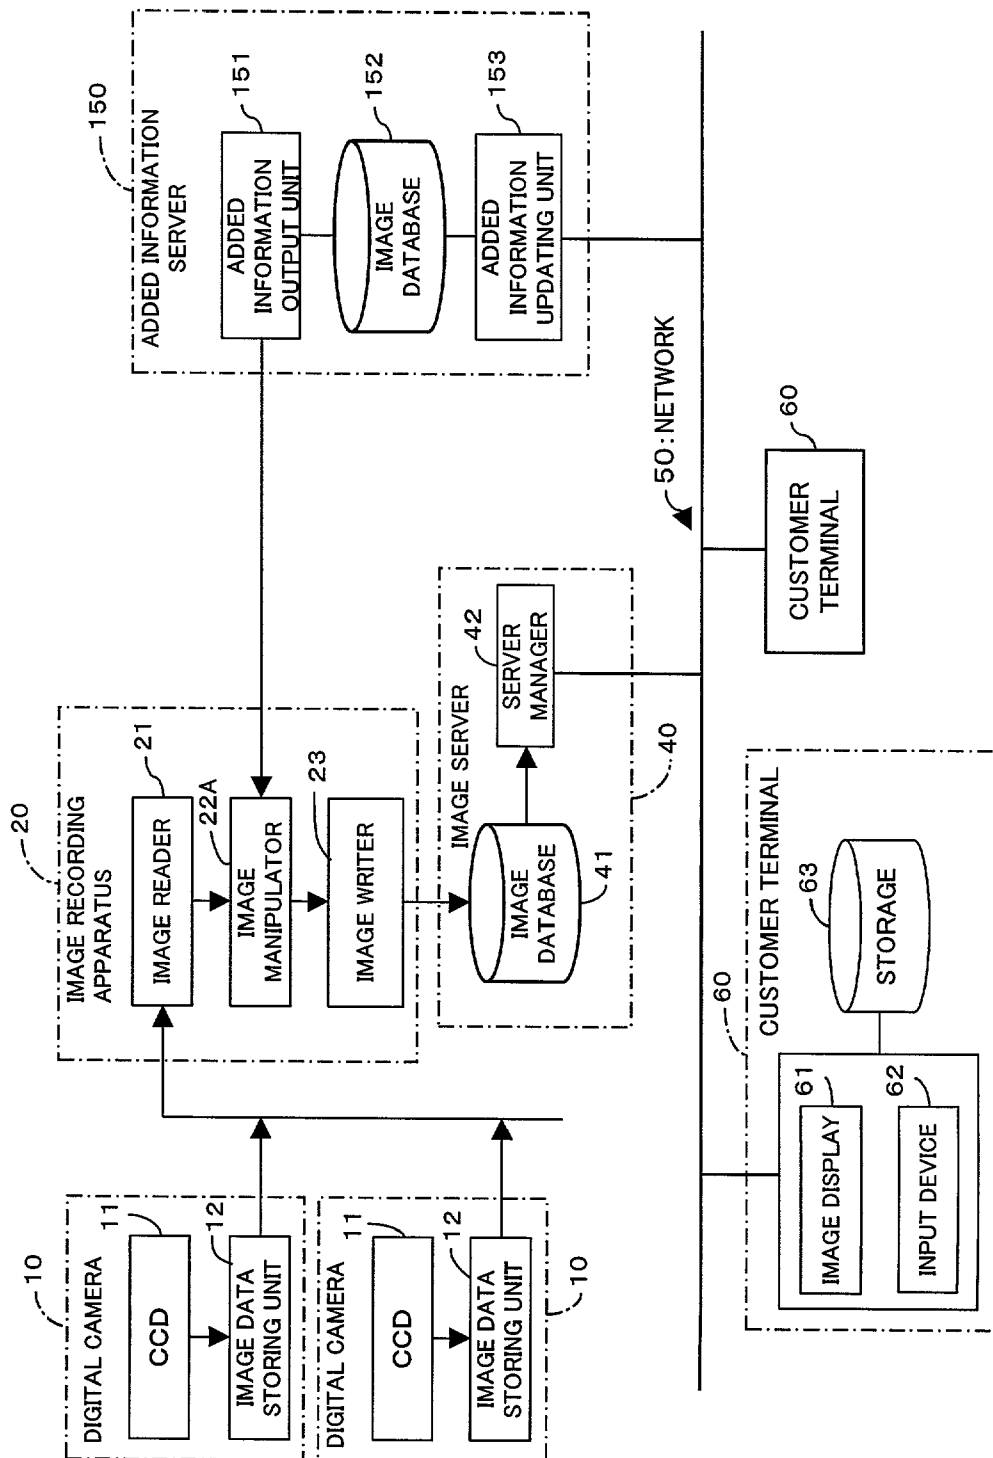 10
DIGITAL CAMERA
11
CCD
12
IMAGE DATA
STORING UNIT
DIGITAL CAMERA
11
CCD
12
IMAGE DATA
STORING UNIT
10
20
IMAGE RECORDING
APPARATUS
21
IMAGE READER
22A
IMAGE
MANIPULATOR
23
IMAGE WRITER
150
ADDED INFORMATION
SERVER
151
ADDED
INFORMATION
OUTPUT UNIT
152
IMAGE
DATABASE
153
ADDED
INFORMATION
UPDATING UNIT
IMAGE SERVER
IMAGE
DATABASE
41
42
SERVER
MANAGER
40
50:NETWORK
60
CUSTOMER TERMINAL
61
IMAGE DISPLAY
62
INPUT DEVICE
63
STORAGE
60
CUSTOMER
TERMINAL